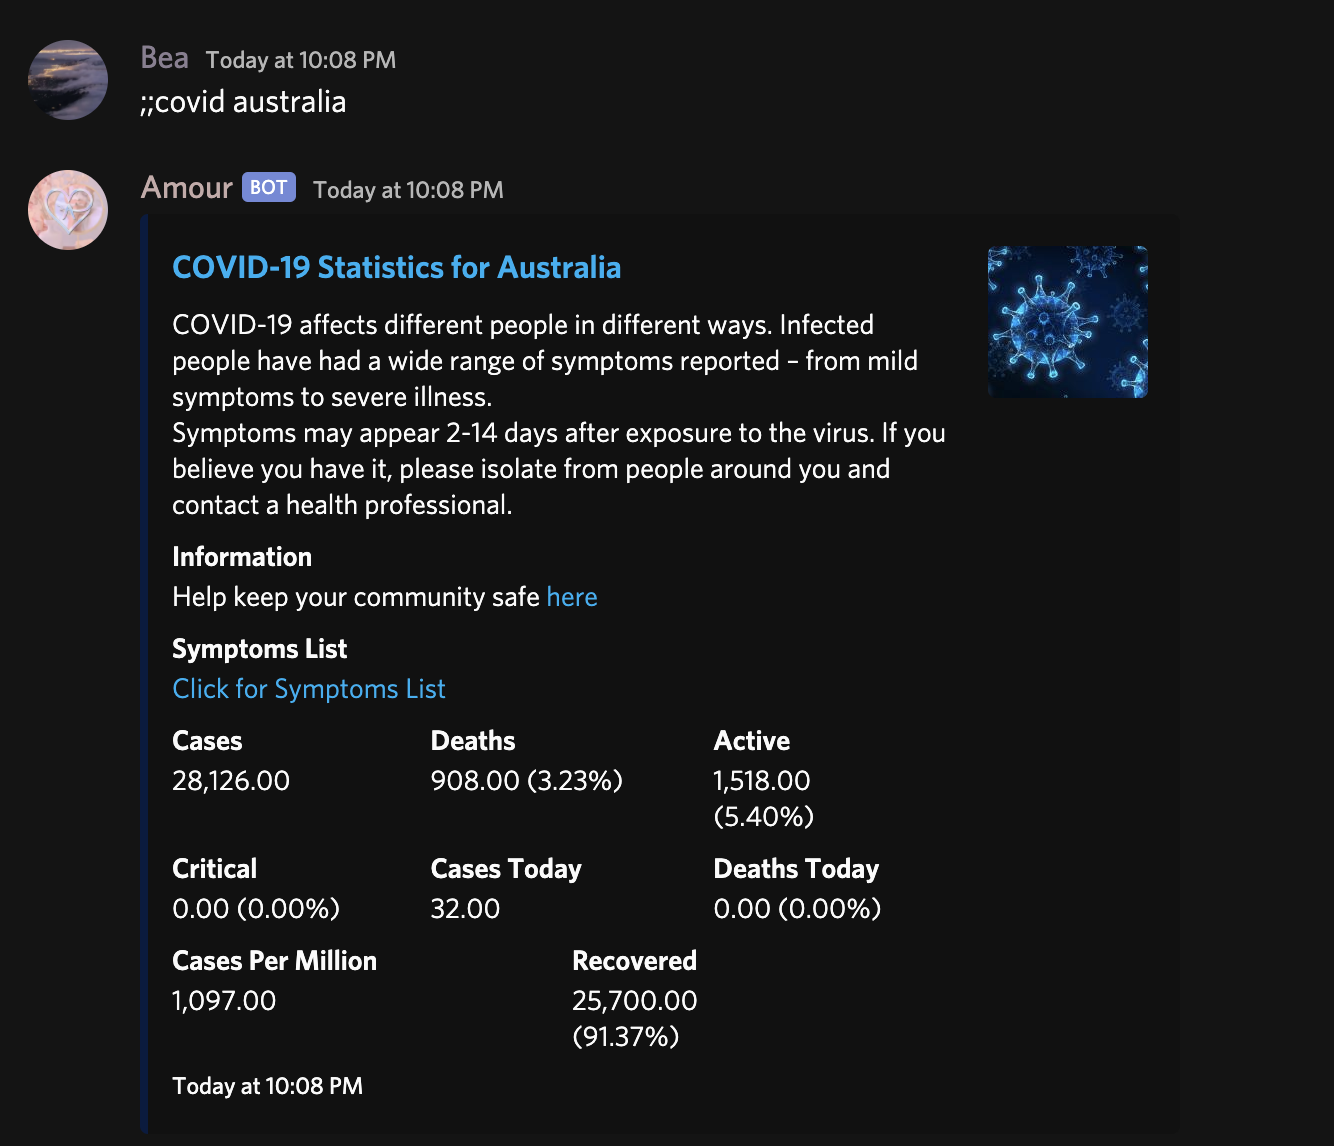 Bea Today at 10:08 PM
;;covid australia
Amour BOT Today at 10:08 PM
COVID-19 Statistics for Australia
COVID-19 affects different people in different ways. Infected
people have had a wide range of symptoms reported – from mild
symptoms to severe illness.
Symptoms may appear 2-14 days after exposure to the virus. If you
believe you have it, please isolate from people around you and
contact a health professional.
Information
Help keep your community safe here
Symptoms List
Click for Symptoms List
Cases Deaths Active
28,126.00 908.00 (3.23%) 1,518.00
(5.40%)
Critical Cases Today Deaths Today
0.00 (0.00%) 32.00 0.00 (0.00%)
Cases Per Million Recovered
1,097.00 25,700.00
(91.37%)
Today at 10:08 PM